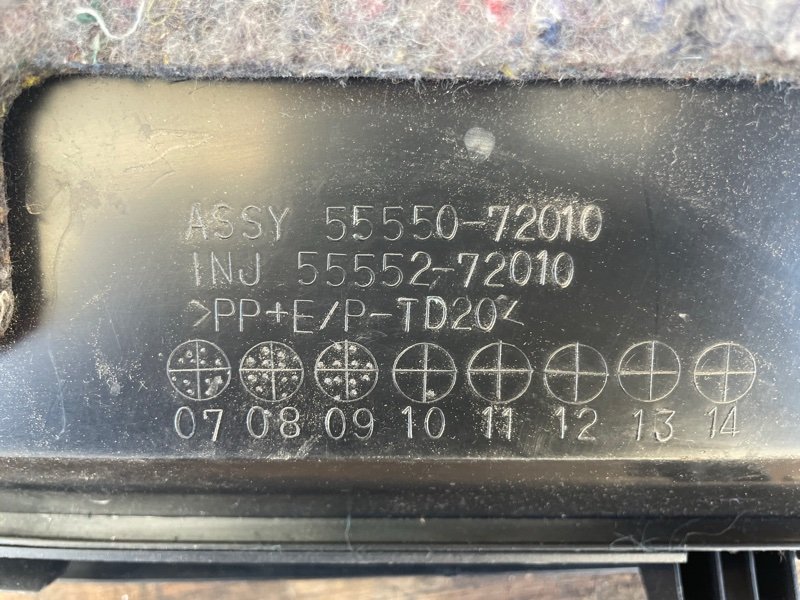 ASSY 55550-72010
INJ 55552-72010
>PP+E/P-TD20<
07 08 09 10 11 12 13 14